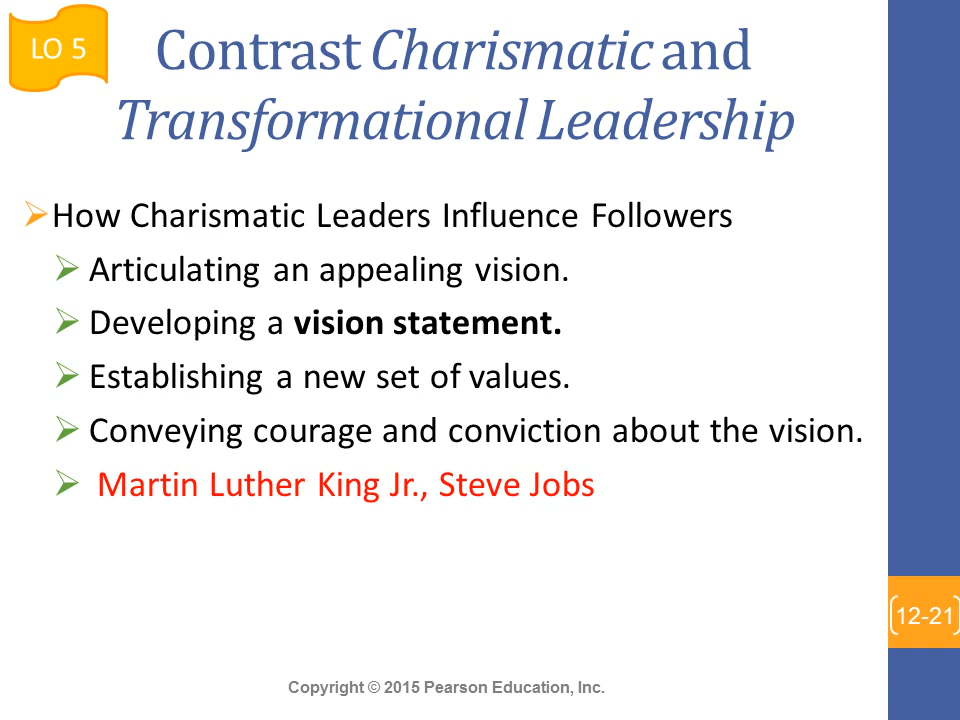 LO 5
Contrast Charismatic and
Transformational Leadership
How Charismatic Leaders Influence Followers
Articulating an appealing vision.
Developing a vision statement.
Establishing a new set of values.
Conveying courage and conviction about the vision.
Martin Luther King Jr., Steve Jobs
12-21
Copyright © 2015 Pearson Education, Inc.